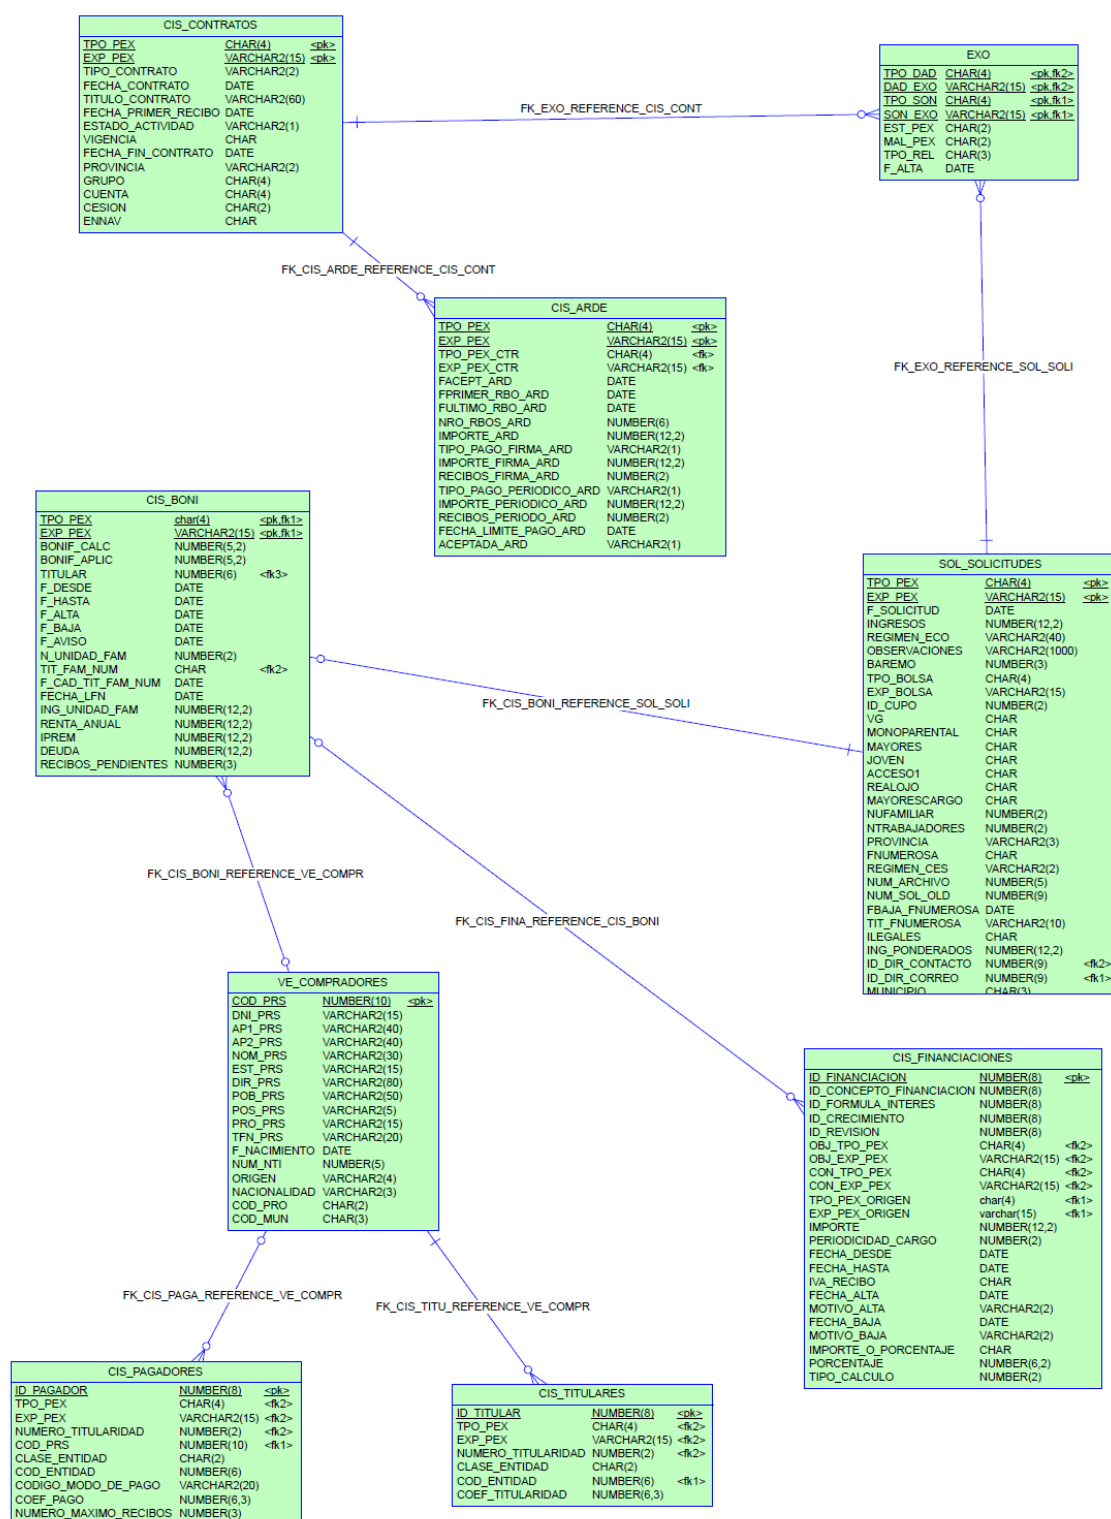 CIS_CONTRATOS
TPO_PEX CHAR(4) <pk>
EXP_PEX VARCHAR2(15) <pk>
TIPO_CONTRATO VARCHAR2(2)
FECHA_CONTRATO DATE
TITULO_CONTRATO VARCHAR2(60)
FECHA_PRIMER_RECIBO DATE
ESTADO_ACTIVIDAD VARCHAR2(1)
VIGENCIA CHAR
FECHA_FIN_CONTRATO DATE
PROVINCIA VARCHAR2(2)
GRUPO CHAR(4)
CUENTA CHAR(4)
CESION CHAR(2)
ENNAV CHAR
FK_EXO_REFERENCE_CIS_CONT
EXO
TPO_DAD CHAR(4) <pk,fk2>
DAD_EXO VARCHAR2(15) <pk,fk2>
TPO_SON CHAR(4) <pk,fk1>
SON_EXO VARCHAR2(15) <pk,fk1>
EST_PEX CHAR(2)
MAL_PEX CHAR(2)
TPO_REL CHAR(3)
F_ALTA DATE
FK_CIS_ARDE_REFERENCE_CIS_CONT
CIS_ARDE
TPO_PEX CHAR(4) <pk>
EXP_PEX VARCHAR2(15) <pk>
TPO_PEX_CTR CHAR(4) <fk>
EXP_PEX_CTR VARCHAR2(15) <fk>
FACEPT_ARD DATE
FPRIMER_RBO_ARD DATE
FULTIMO_RBO_ARD DATE
NRO_RBOS_ARD NUMBER(6)
IMPORTE_ARD NUMBER(12,2)
TIPO_PAGO_FIRMA_ARD VARCHAR2(1)
IMPORTE_FIRMA_ARD NUMBER(12,2)
RECIBOS_FIRMA_ARD NUMBER(2)
TIPO_PAGO_PERIODICO_ARD VARCHAR2(1)
IMPORTE_PERIODICO_ARD NUMBER(12,2)
RECIBOS_PERIODO_ARD NUMBER(2)
FECHA_LIMITE_PAGO_ARD DATE
ACEPTADA_ARD VARCHAR2(1)
FK_EXO_REFERENCE_SOL_SOLI
CIS_BONI
TPO_PEX char(4) <pk,fk1>
EXP_PEX VARCHAR2(15) <pk,fk1>
BONIF_CALC NUMBER(5,2)
BONIF_APLIC NUMBER(5,2)
TITULAR NUMBER(6) <fk3>
F_DESDE DATE
F_HASTA DATE
F_ALTA DATE
F_BAJA DATE
F_AVISO DATE
N_UNIDAD_FAM NUMBER(2)
TIT_FAM_NUM CHAR <fk2>
F_CAD_TIT_FAM_NUM DATE
FECHA_LFN DATE
ING_UNIDAD_FAM NUMBER(12,2)
RENTA_ANUAL NUMBER(12,2)
IPREM NUMBER(12,2)
DEUDA NUMBER(12,2)
RECIBOS_PENDIENTES NUMBER(3)
FK_CIS_BONI_REFERENCE_SOL_SOLI
SOL_SOLICITUDES
TPO_PEX CHAR(4) <pk>
EXP_PEX VARCHAR2(15) <pk>
F_SOLICITUD DATE
INGRESOS NUMBER(12,2)
REGIMEN_ECO VARCHAR2(40)
OBSERVACIONES VARCHAR2(1000)
BAREMO NUMBER(3)
TPO_BOLSA CHAR(4)
EXP_BOLSA VARCHAR2(15)
ID_CUPO NUMBER(2)
VG CHAR
MONOPARENTAL CHAR
MAYORES CHAR
JOVEN CHAR
ACCESO1 CHAR
REALOJO CHAR
MAYORESCARGO CHAR
NUFAMILIAR NUMBER(2)
NTRABAJADORES NUMBER(2)
PROVINCIA VARCHAR2(3)
FNUMEROSA CHAR
REGIMEN_CES VARCHAR2(2)
NUM_ARCHIVO NUMBER(5)
NUM_SOL_OLD NUMBER(9)
FBAJA_FNUMEROSA DATE
TIT_FNUMEROSA VARCHAR2(10)
ILEGALES CHAR
ING_PONDERADOS NUMBER(12,2)
ID_DIR_CONTACTO NUMBER(9) <fk2>
ID_DIR_CORREO NUMBER(9) <fk1>
MUNICIPIO CHAR(3)
FK_CIS_BONI_REFERENCE_VE_COMPR
FK_CIS_FINA_REFERENCE_CIS_BONI
VE_COMPRADORES
COD_PRS NUMBER(10) <pk>
DNI_PRS VARCHAR2(15)
AP1_PRS VARCHAR2(40)
AP2_PRS VARCHAR2(40)
NOM_PRS VARCHAR2(30)
EST_PRS VARCHAR2(15)
DIR_PRS VARCHAR2(80)
POB_PRS VARCHAR2(50)
POS_PRS VARCHAR2(5)
PRO_PRS VARCHAR2(15)
TFN_PRS VARCHAR2(20)
F_NACIMIENTO DATE
NUM_NTI NUMBER(5)
ORIGEN VARCHAR2(4)
NACIONALIDAD VARCHAR2(3)
COD_PRO CHAR(2)
COD_MUN CHAR(3)
CIS_FINANCIACIONES
ID_FINANCIACION NUMBER(8) <pk>
ID_CONCEPTO_FINANCIACION NUMBER(8)
ID_FORMULA_INTERES NUMBER(8)
ID_CRECIMIENTO NUMBER(8)
ID_REVISION NUMBER(8)
OBJ_TPO_PEX CHAR(4) <fk2>
OBJ_EXP_PEX VARCHAR2(15) <fk2>
CON_TPO_PEX CHAR(4) <fk2>
CON_EXP_PEX VARCHAR2(15) <fk2>
TPO_PEX_ORIGEN char(4) <fk1>
EXP_PEX_ORIGEN varchar(15) <fk1>
IMPORTE NUMBER(12,2)
PERIODICIDAD_CARGO NUMBER(2)
FECHA_DESDE DATE
FECHA_HASTA DATE
IVA_RECIBO CHAR
FECHA_ALTA DATE
MOTIVO_ALTA VARCHAR2(2)
FECHA_BAJA DATE
MOTIVO_BAJA VARCHAR2(2)
IMPORTE_O_PORCENTAJE CHAR
PORCENTAJE NUMBER(6,2)
TIPO_CALCULO NUMBER(2)
FK_CIS_PAGA_REFERENCE_VE_COMPR
FK_CIS_TITU_REFERENCE_VE_COMPR
CIS_PAGADORES
ID_PAGADOR NUMBER(8) <pk>
TPO_PEX CHAR(4) <fk2>
EXP_PEX VARCHAR2(15) <fk2>
NUMERO_TITULARIDAD NUMBER(2) <fk2>
COD_PRS NUMBER(10) <fk1>
CLASE_ENTIDAD CHAR(2)
COD_ENTIDAD NUMBER(6)
CODIGO_MODO_DE_PAGO VARCHAR2(20)
COEF_PAGO NUMBER(6,3)
NUMERO_MAXIMO_RECIBOS NUMBER(3)
CIS_TITULARES
ID_TITULAR NUMBER(8) <pk>
TPO_PEX CHAR(4) <fk2>
EXP_PEX VARCHAR2(15) <fk2>
NUMERO_TITULARIDAD NUMBER(2) <fk2>
CLASE_ENTIDAD CHAR(2)
COD_ENTIDAD NUMBER(6) <fk1>
COEF_TITULARIDAD NUMBER(6,3)